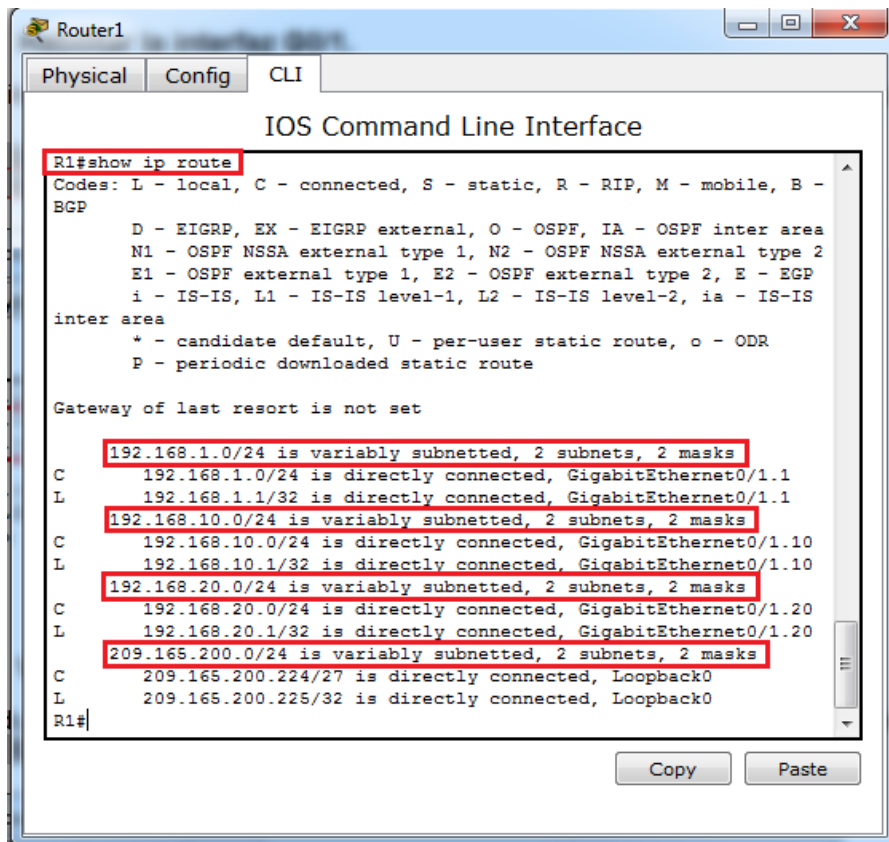 Router1
Physical Config CLI
IOS Command Line Interface
R1#show ip route
Codes: L - local, C - connected, S - static, R - RIP, M - mobile, B -
BGP
D - EIGRP, EX - EIGRP external, O - OSPF, IA - OSPF inter area
N1 - OSPF NSSA external type 1, N2 - OSPF NSSA external type 2
E1 - OSPF external type 1, E2 - OSPF external type 2, E - EGP
i - IS-IS, L1 - IS-IS level-1, L2 - IS-IS level-2, ia - IS-IS
inter area
* - candidate default, U - per-user static route, o - ODR
P - periodic downloaded static route
Gateway of last resort is not set
192.168.1.0/24 is variably subnetted, 2 subnets, 2 masks
C 192.168.1.0/24 is directly connected, GigabitEthernet0/1.1
L 192.168.1.1/32 is directly connected, GigabitEthernet0/1.1
192.168.10.0/24 is variably subnetted, 2 subnets, 2 masks
C 192.168.10.0/24 is directly connected, GigabitEthernet0/1.10
L 192.168.10.1/32 is directly connected, GigabitEthernet0/1.10
192.168.20.0/24 is variably subnetted, 2 subnets, 2 masks
C 192.168.20.0/24 is directly connected, GigabitEthernet0/1.20
L 192.168.20.1/32 is directly connected, GigabitEthernet0/1.20
209.165.200.0/24 is variably subnetted, 2 subnets, 2 masks
C 209.165.200.224/27 is directly connected, Loopback0
L 209.165.200.225/32 is directly connected, Loopback0
R1#
Copy Paste